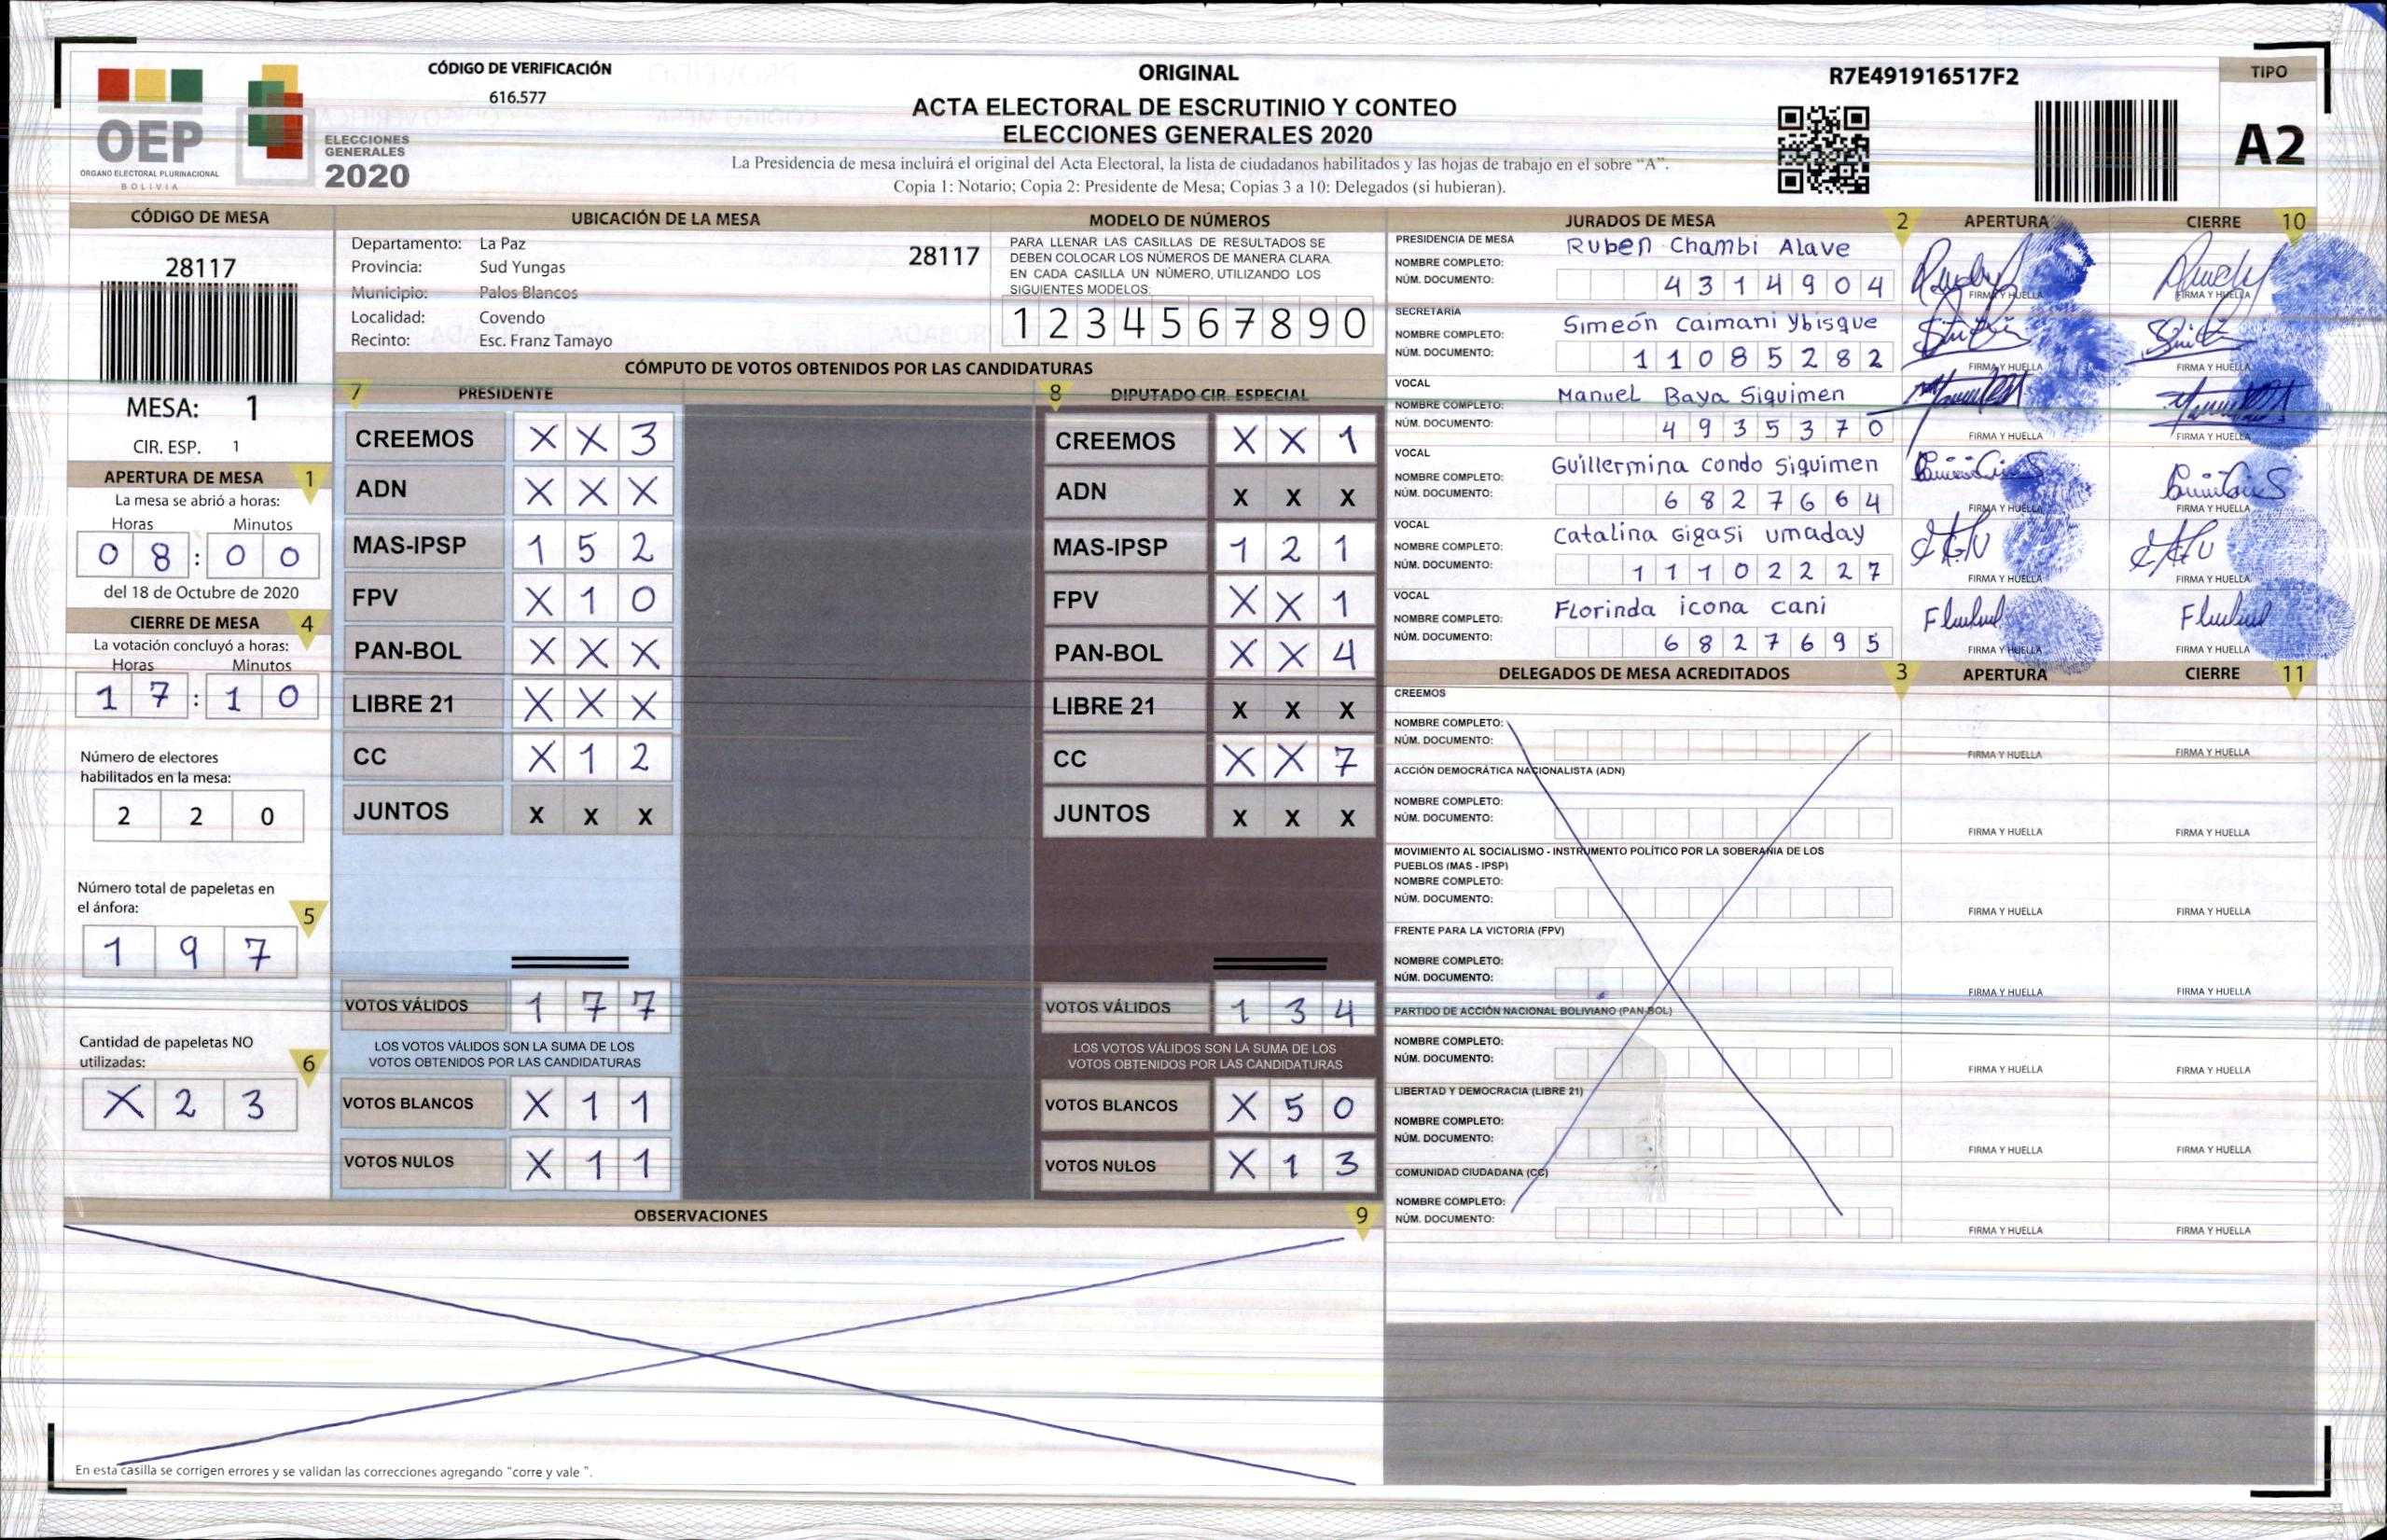 CÓDIGO DE VERIFICACIÓN
616.577
OEP
ÓRGANO ELECTORAL PLURINACIONAL
BOLIVIA
ELECCIONES
GENERALES
2020
ORIGINAL
ACTA ELECTORAL DE ESCRUTINIO Y CONTEO
ELECCIONES GENERALES 2020
La Presidencia de mesa incluirá el original del Acta Electoral, la lista de ciudadanos habilitados y las hojas de trabajo en el sobre "A".
Copia 1: Notario; Copia 2: Presidente de Mesa; Copias 3 a 10: Delegados (si hubieran).
R7E491916517F2
TIPO
A2
CÓDIGO DE MESA
28117
MESA: 1
CIR. ESP. 1
APERTURA DE MESA 1
La mesa se abrió a horas:
Horas Minutos
0 8 : 0 0
del 18 de Octubre de 2020
CIERRE DE MESA 4
La votación concluyó a horas:
Horas Minutos
1 7 : 1 0
Número de electores
habilitados en la mesa:
2 2 0
Número total de papeletas en
el ánfora: 5
1 9 7
Cantidad de papeletas NO
utilizadas: 6
X 2 3
UBICACIÓN DE LA MESA
Departamento: La Paz 28117
Provincia: Sud Yungas
Municipio: Palos Blancos
Localidad: Covendo
Recinto: Esc. Franz Tamayo
MODELO DE NÚMEROS
PARA LLENAR LAS CASILLAS DE RESULTADOS SE
DEBEN COLOCAR LOS NÚMEROS DE MANERA CLARA.
EN CADA CASILLA UN NÚMERO, UTILIZANDO LOS
SIGUIENTES MODELOS:
1 2 3 4 5 6 7 8 9 0
CÓMPUTO DE VOTOS OBTENIDOS POR LAS CANDIDATURAS
7 PRESIDENTE
CREEMOS X X 3
ADN X X X
MAS-IPSP 1 5 2
FPV X 1 0
PAN-BOL X X X
LIBRE 21 X X X
CC X 1 2
JUNTOS X X X
VOTOS VÁLIDOS 1 7 7
LOS VOTOS VÁLIDOS SON LA SUMA DE LOS
VOTOS OBTENIDOS POR LAS CANDIDATURAS
VOTOS BLANCOS X 1 1
VOTOS NULOS X 1 1
8 DIPUTADO CIR. ESPECIAL
CREEMOS X X 1
ADN X X X
MAS-IPSP 1 2 1
FPV X X 1
PAN-BOL X X 4
LIBRE 21 X X X
CC X X 7
JUNTOS X X X
VOTOS VÁLIDOS 1 3 4
LOS VOTOS VÁLIDOS SON LA SUMA DE LOS
VOTOS OBTENIDOS POR LAS CANDIDATURAS
VOTOS BLANCOS X 5 0
VOTOS NULOS X 1 3
OBSERVACIONES 9
En esta casilla se corrigen errores y se validan las correcciones agregando "corre y vale ".
JURADOS DE MESA 2 APERTURA CIERRE 10
PRESIDENCIA DE MESA
NOMBRE COMPLETO: Ruben Chambi Alave
NÚM. DOCUMENTO: 4 3 1 4 9 0 4
FIRMA Y HUELLA FIRMA Y HUELLA
SECRETARIA
NOMBRE COMPLETO: Simeón Caimani Ybisque
NÚM. DOCUMENTO: 1 1 0 8 5 2 8 2
FIRMA Y HUELLA FIRMA Y HUELLA
VOCAL
NOMBRE COMPLETO: Manuel Baya Siquimen
NÚM. DOCUMENTO: 4 9 3 5 3 7 0
FIRMA Y HUELLA FIRMA Y HUELLA
VOCAL
NOMBRE COMPLETO: Guillermina condo siquimen
NÚM. DOCUMENTO: 6 8 2 7 6 6 4
FIRMA Y HUELLA FIRMA Y HUELLA
VOCAL
NOMBRE COMPLETO: Catalina Gigasi umaday
NÚM. DOCUMENTO: 1 1 1 0 2 2 2 7
FIRMA Y HUELLA FIRMA Y HUELLA
VOCAL
NOMBRE COMPLETO: Florinda icona cani
NÚM. DOCUMENTO: 6 8 2 7 6 9 5
FIRMA Y HUELLA FIRMA Y HUELLA
DELEGADOS DE MESA ACREDITADOS 3 APERTURA CIERRE 11
CREEMOS
NOMBRE COMPLETO:
NÚM. DOCUMENTO:
FIRMA Y HUELLA FIRMA Y HUELLA
ACCIÓN DEMOCRÁTICA NACIONALISTA (ADN)
NOMBRE COMPLETO:
NÚM. DOCUMENTO:
FIRMA Y HUELLA FIRMA Y HUELLA
MOVIMIENTO AL SOCIALISMO - INSTRUMENTO POLÍTICO POR LA SOBERANIA DE LOS
PUEBLOS (MAS - IPSP)
NOMBRE COMPLETO:
NÚM. DOCUMENTO:
FIRMA Y HUELLA FIRMA Y HUELLA
FRENTE PARA LA VICTORIA (FPV)
NOMBRE COMPLETO:
NÚM. DOCUMENTO:
FIRMA Y HUELLA FIRMA Y HUELLA
PARTIDO DE ACCIÓN NACIONAL BOLIVIANO (PAN-BOL)
NOMBRE COMPLETO:
NÚM. DOCUMENTO:
FIRMA Y HUELLA FIRMA Y HUELLA
LIBERTAD Y DEMOCRACIA (LIBRE 21)
NOMBRE COMPLETO:
NÚM. DOCUMENTO:
FIRMA Y HUELLA FIRMA Y HUELLA
COMUNIDAD CIUDADANA (CC)
NOMBRE COMPLETO:
NÚM. DOCUMENTO:
FIRMA Y HUELLA FIRMA Y HUELLA